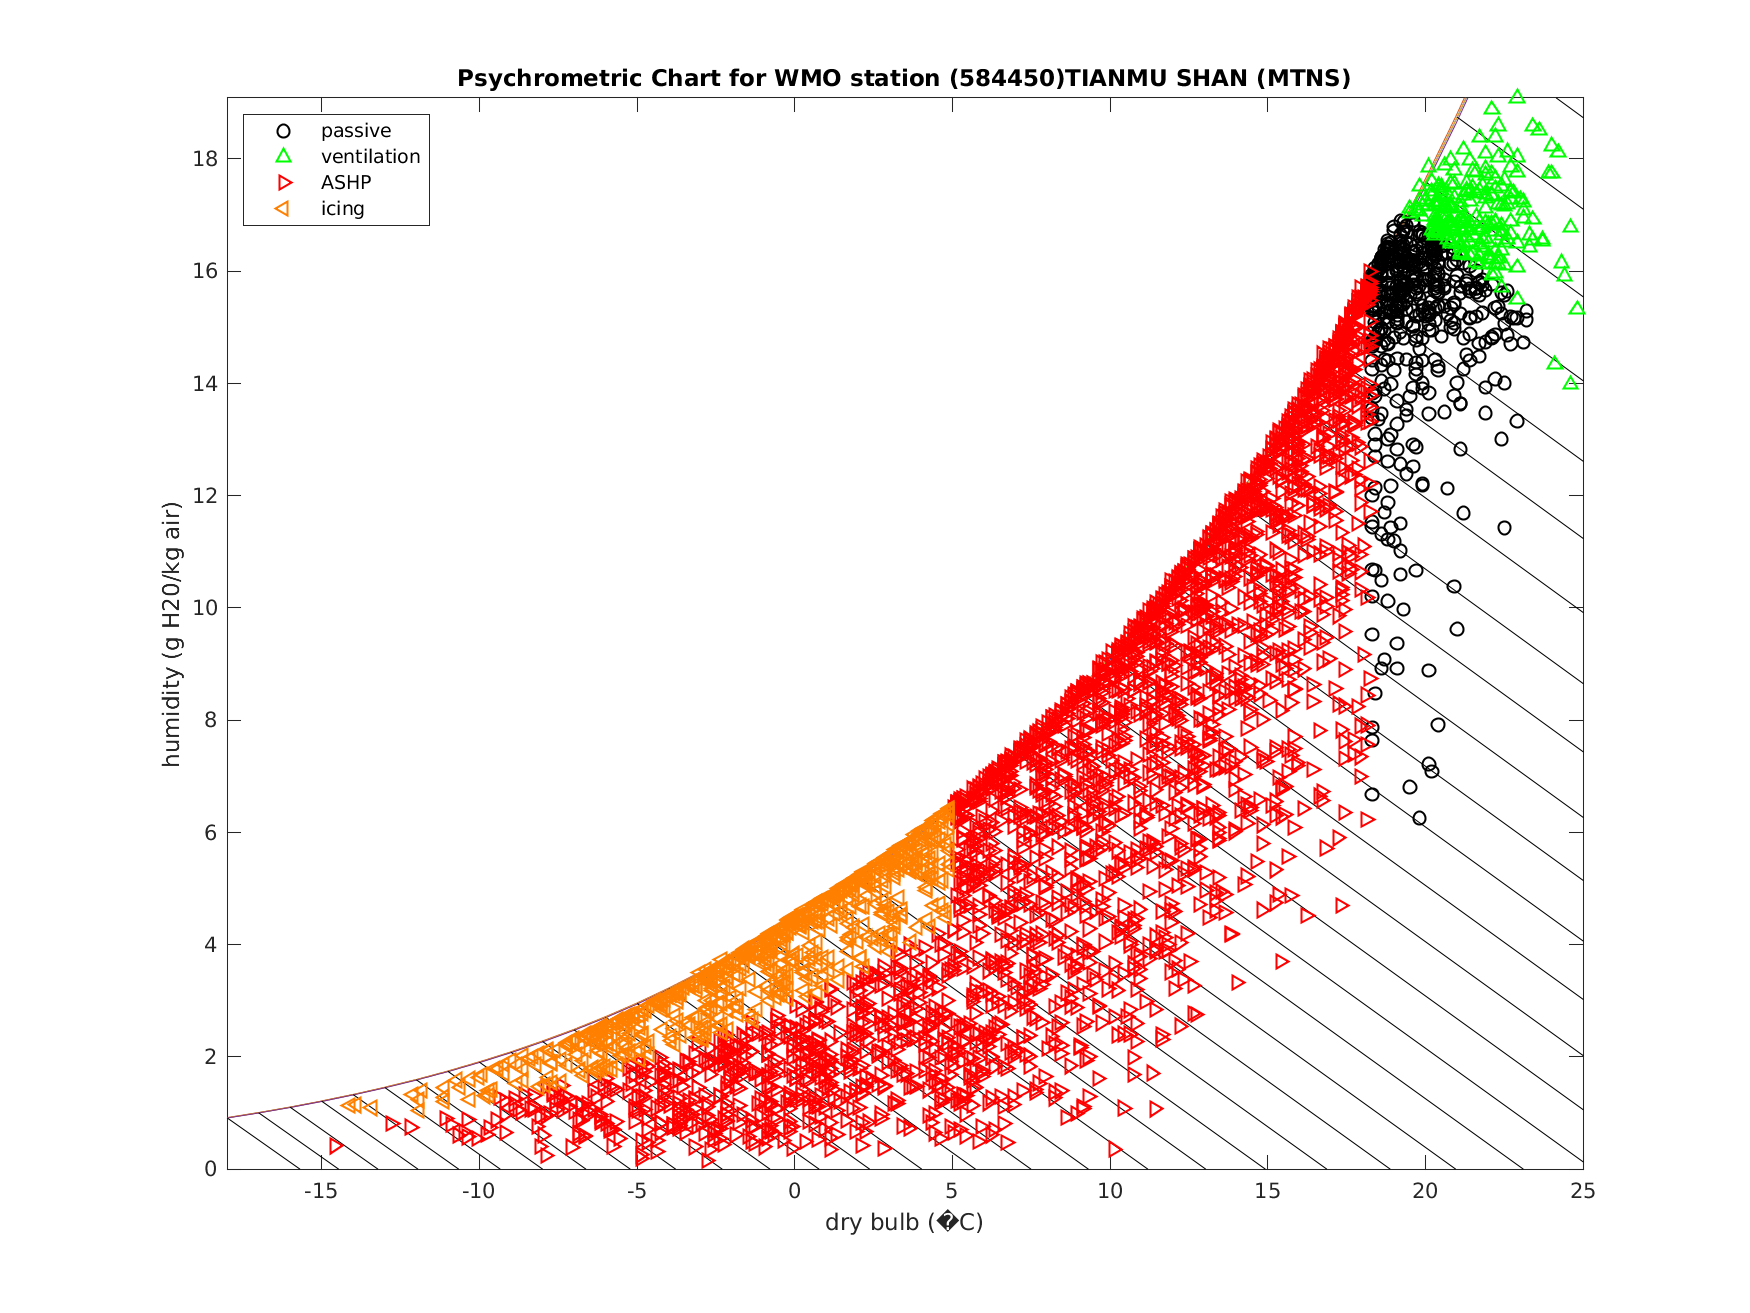 Psychrometric Chart for WMO station (584450)TIANMU SHAN (MTNS)
passive
ventilation
ASHP
icing
18
16
14
12
10
8
6
4
2
0
humidity (g H20/kg air)
-15 -10 -5 0 5 10 15 20 25
dry bulb (�C)